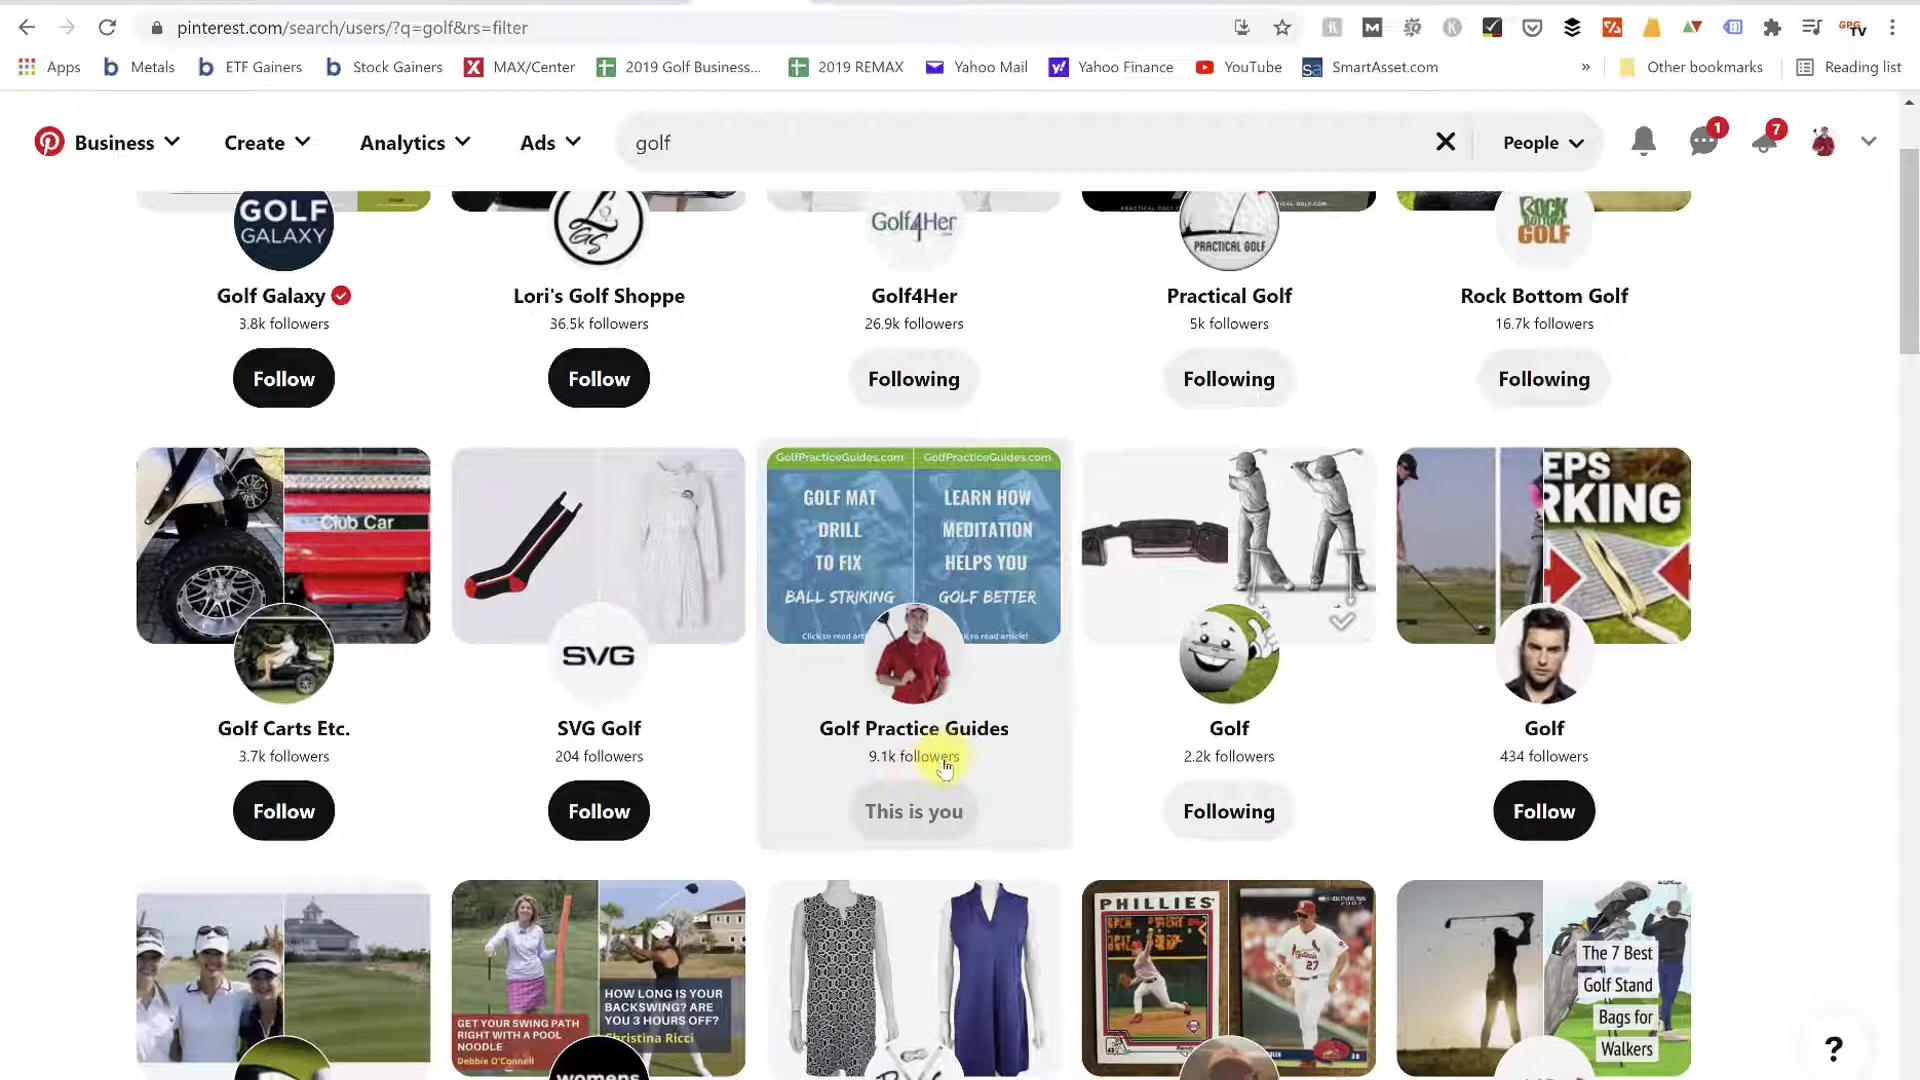 pinterest.com/search/users/?q=golf&rs=filter
GPG TV
Apps Metals ETF Gainers Stock Gainers MAX/Center 2019 Golf Business... 2019 REMAX Yahoo Mail Yahoo Finance YouTube SmartAsset.com » Other bookmarks Reading list
Business Create Analytics Ads golf People 1 7
GOLF GALAXY
L GS
Golf4Her
PRACTICAL GOLF
ROCK BOTTOM GOLF
Golf Galaxy Lori's Golf Shoppe Golf4Her Practical Golf Rock Bottom Golf
3.8k followers 36.5k followers 26.9k followers 5k followers 16.7k followers
Follow Follow Following Following Following
Club Car
GolfPracticeGuides.com GolfPracticeGuides.com
GOLF MAT LEARN HOW
DRILL MEDITATION
TO FIX HELPS YOU
BALL STRIKING GOLF BETTER
EPS
RKING
SVG
Golf Carts Etc. SVG Golf Golf Practice Guides Golf Golf
3.7k followers 204 followers 9.1k followers 2.2k followers 434 followers
Follow Follow This is you Following Follow
GET YOUR SWING PATH
RIGHT WITH A POOL
NOODLE
Debbie O'Connell
HOW LONG IS YOUR
BACKSWING? ARE
YOU 3 HOURS OFF?
Christina Ricci
womens
PHILLIES
27
The 7 Best
Golf Stand
Bags for
Walkers
?